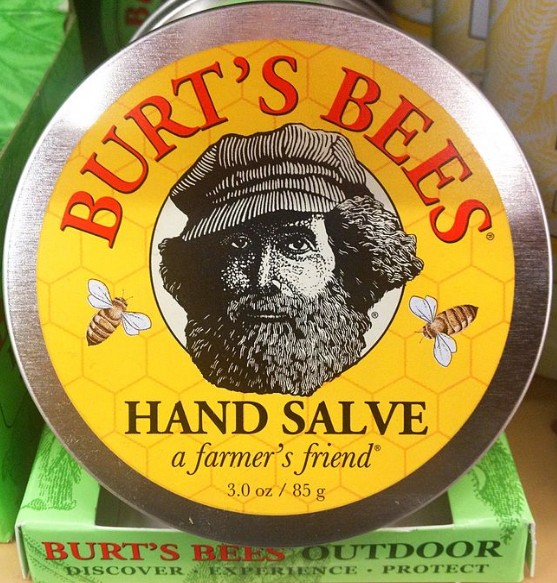 BURT'S BEES®
®
HAND SALVE
a farmer's friend®
3.0 oz / 85 g
BURT'S BEES OUTDOOR
DISCOVER · EXPERIENCE · PROTECT